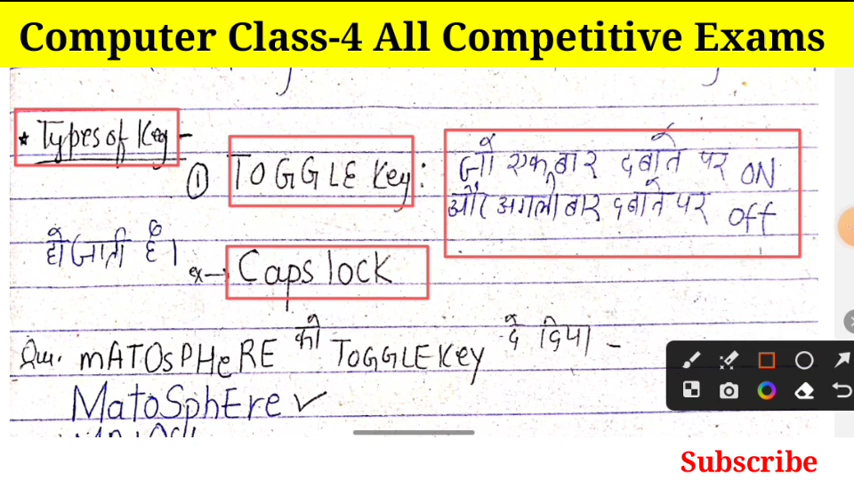 Computer Class-4 All Competitive Exams
* Types of Key -
① TOGGLE Key : जो एक बार दबाते पर ON
और अगली बार दबाते पर off
हो जाती है।
ex→ Caps lock
Qu. mATOsPHeRE को TOGGLE Key दे दिया -
MatoSphEre ✓
Subscribe